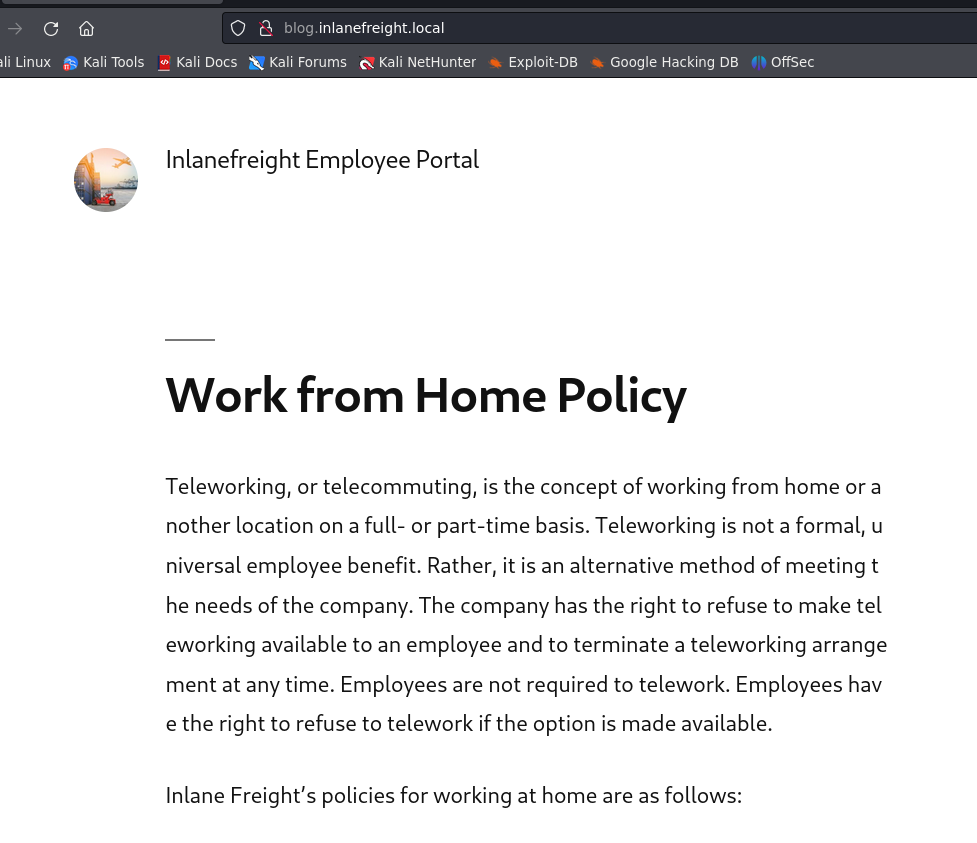 blog.inlanefreight.local
ali Linux Kali Tools Kali Docs Kali Forums Kali NetHunter Exploit-DB Google Hacking DB OffSec
Inlanefreight Employee Portal
Work from Home Policy
Teleworking, or telecommuting, is the concept of working from home or a
nother location on a full- or part-time basis. Teleworking is not a formal, u
niversal employee benefit. Rather, it is an alternative method of meeting t
he needs of the company. The company has the right to refuse to make tel
eworking available to an employee and to terminate a teleworking arrange
ment at any time. Employees are not required to telework. Employees hav
e the right to refuse to telework if the option is made available.
Inlane Freight’s policies for working at home are as follows: